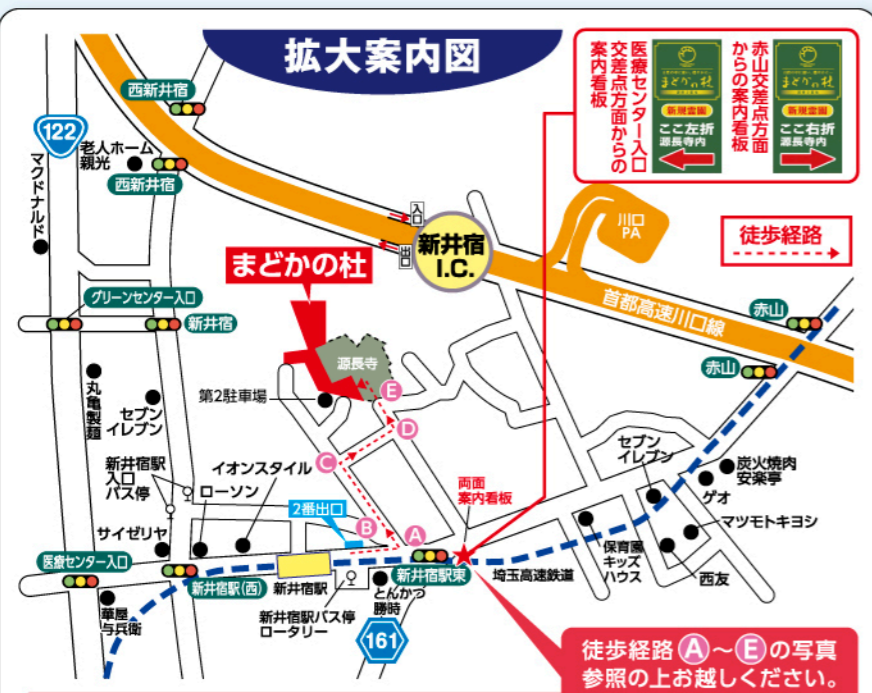 拡大案内図
医療センター入口
交差点方面からの
案内看板
まどかの杜
新規霊園
ここ左折
源長寺内
赤山交差点方面
からの案内看板
まどかの杜
新規霊園
ここ右折
源長寺内
徒歩経路
西新井宿
122
老人ホーム
親光
西新井宿
マクドナルド
入口
出口
新井宿
I.C.
川口
PA
首都高速川口線
赤山
赤山
まどかの杜
グリーンセンター入口
新井宿
源長寺
第2駐車場
E
D
C
B
A
丸亀製麺
セブン
イレブン
新井宿駅
入口
バス停
イオンスタイル
ローソン
サイゼリヤ
2番出口
両面
案内看板
セブン
イレブン
炭火焼肉
安楽亭
ゲオ
マツモトキヨシ
保育園
キッズ
ハウス
西友
医療センター入口
新井宿駅(西)
新井宿駅
新井宿駅東
埼玉高速鉄道
華屋
与兵衛
新井宿駅バス停
ロータリー
とんかつ
勝時
161
徒歩経路A～Eの写真
参照の上お越しください。